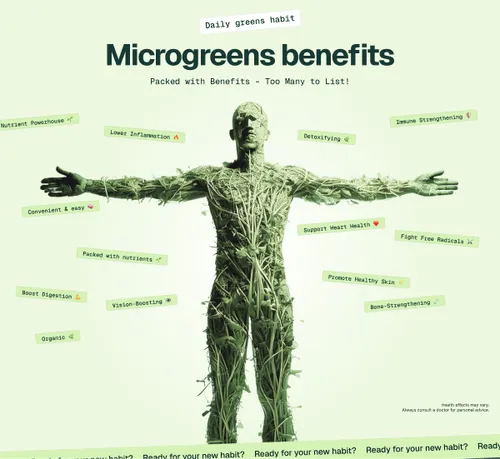 Daily greens habit
Microgreens benefits
Packed with Benefits - Too Many to List!
Nutrient Powerhouse 🌱
Lower Inflammation 🔥
Detoxifying 🌿
Immune Strengthening
Convenient & easy
Support Heart Health ❤️
Fight Free Radicals ⚔️
Packed with nutrients 🌱
Promote Healthy Skin ✨
Boost Digestion 💪
Vision-Boosting 👁
Bone-Strengthening 🦴
Organic 🌿
Health effects may vary.
Always consult a doctor for personal advice.
Ready for your new habit? Ready for your new habit? Ready for your new habit? Ready for your new habit? Ready